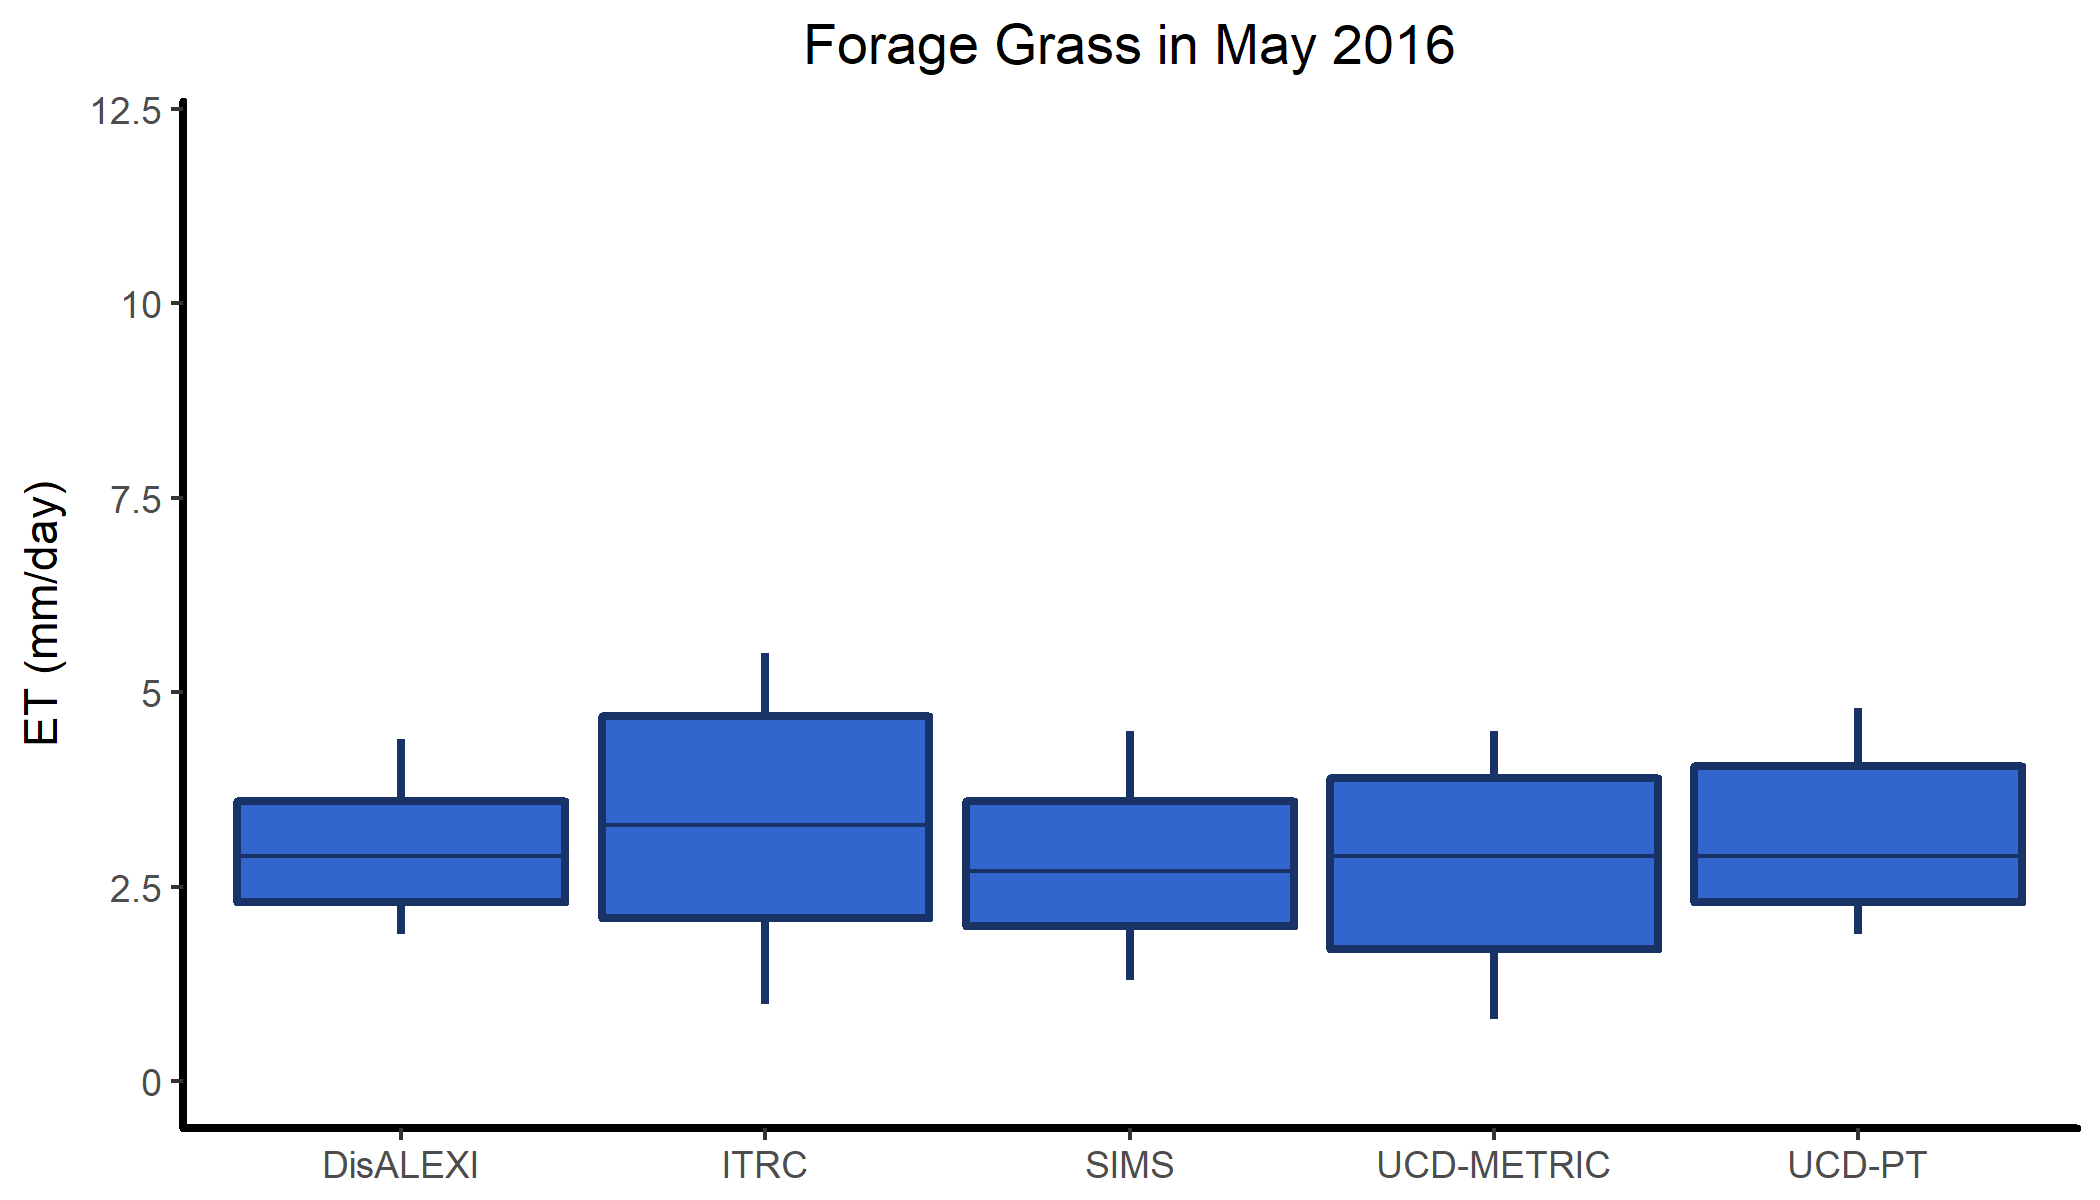 Forage Grass in May 2016
ET (mm/day)
12.5
10
7.5
5
2.5
0
DisALEXI
ITRC
SIMS
UCD-METRIC
UCD-PT